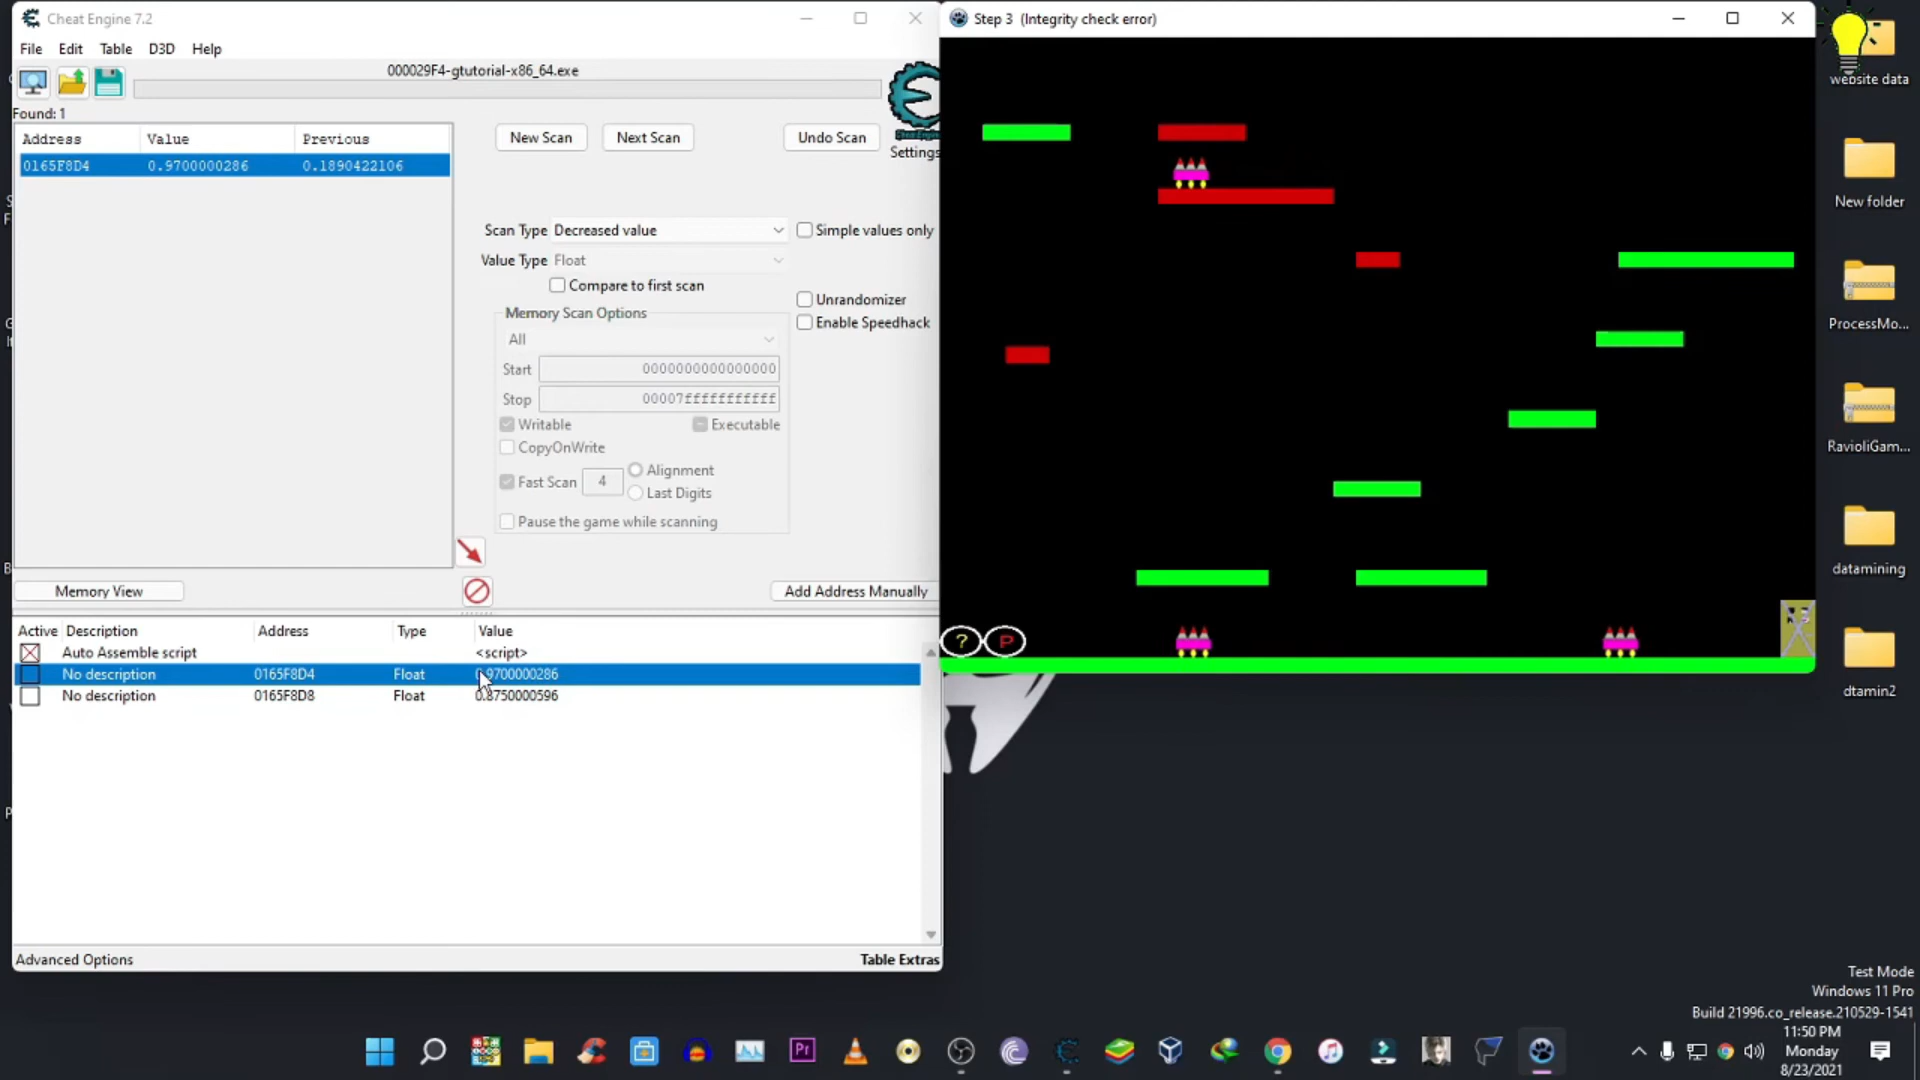 Cheat Engine 7.2
File Edit Table D3D Help
000029F4-gtutorial-x86_64.exe
Found: 1
Address Value Previous
0165F8D4 0.9700000286 0.1890422106
New Scan Next Scan Undo Scan
Settings
Scan Type Decreased value Simple values only
Value Type Float
Compare to first scan
Unrandomizer
Memory Scan Options
Enable Speedhack
All
Start 0000000000000000
Stop 00007fffffffffff
Writable Executable
CopyOnWrite
Fast Scan 4 Alignment
Last Digits
Pause the game while scanning
Memory View Add Address Manually
Active Description Address Type Value
Auto Assemble script <script>
No description 0165F8D4 Float 0.9700000286
No description 0165F8D8 Float 0.8750000596
Advanced Options Table Extras
Step 3 (Integrity check error)
? P
website data
New folder
ProcessMo...
RavioliGam...
datamining
dtamin2
Test Mode
Windows 11 Pro
Build 21996.co_release.210529-1541
Pr
11:50 PM
Monday
8/23/2021